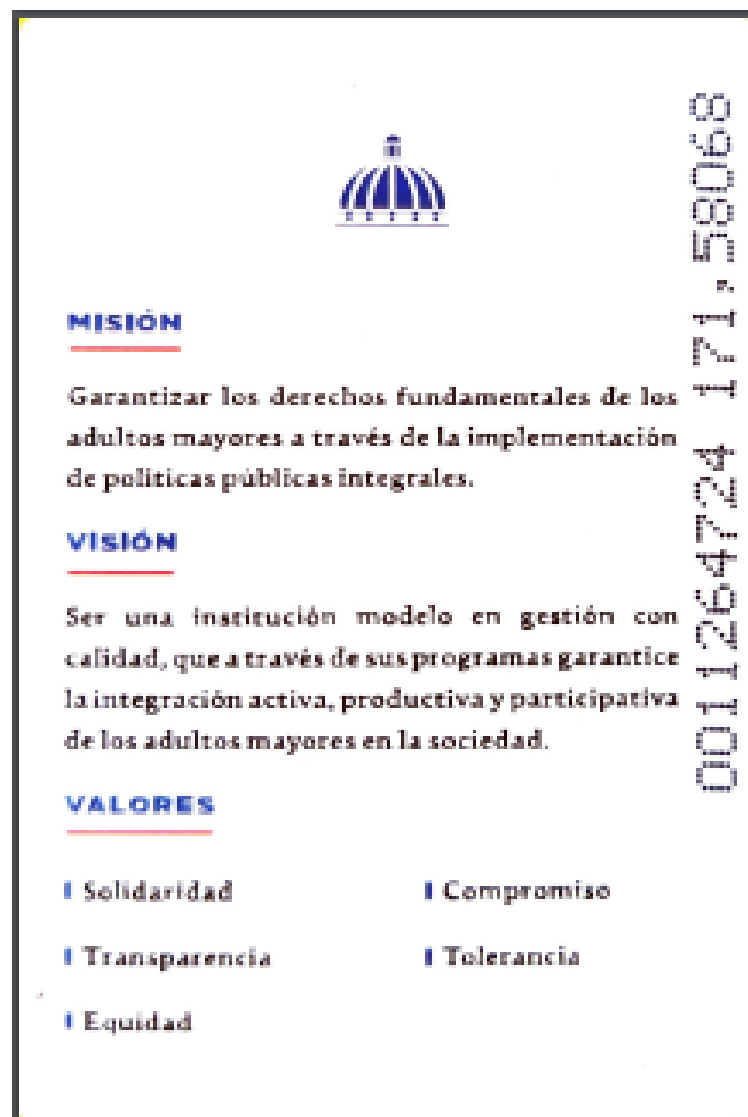 MISIÓN
Garantizar los derechos fundamentales de los
adultos mayores a través de la implementación
de políticas públicas integrales.
VISIÓN
Ser una institución modelo en gestión con
calidad, que a través de sus programas garantice
la integración activa, productiva y participativa
de los adultos mayores en la sociedad.
VALORES
Solidaridad
Compromiso
Transparencia
Tolerancia
Equidad
0011264724 171,58068